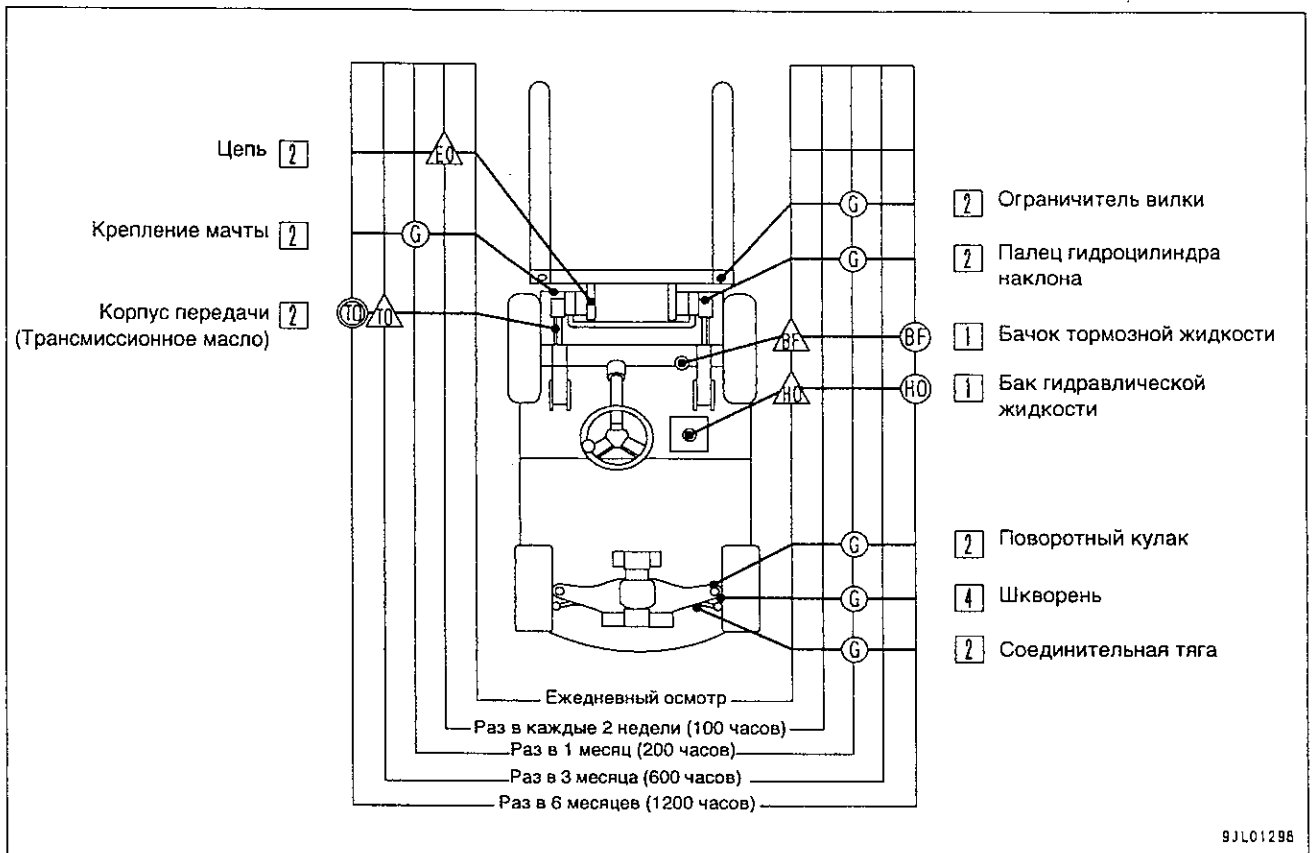 Цепь 2
EO
Крепление мачты 2
G
Корпус передачи 2
(Трансмиссионное масло)
TO TO
G 2 Ограничитель вилки
G 2 Палец гидроцилиндра
наклона
BF BF 1 Бачок тормозной жидкости
HO HO 1 Бак гидравлической
жидкости
G 2 Поворотный кулак
G 4 Шкворень
G 2 Соединительная тяга
Ежедневный осмотр
Раз в каждые 2 недели (100 часов)
Раз в 1 месяц (200 часов)
Раз в 3 месяца (600 часов)
Раз в 6 месяцев (1200 часов)
9JL01298